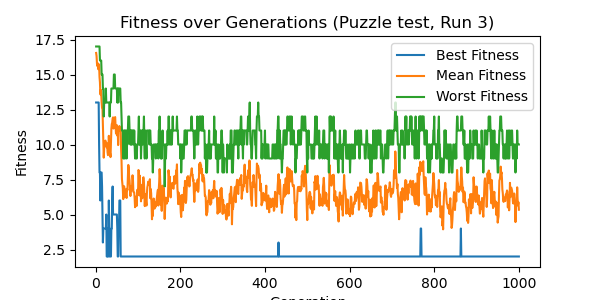 Fitness over Generations (Puzzle test, Run 3)
17.5
15.0
12.5
10.0
7.5
5.0
2.5
Fitness
Best Fitness
Mean Fitness
Worst Fitness
0
200
400
600
800
1000
Generation